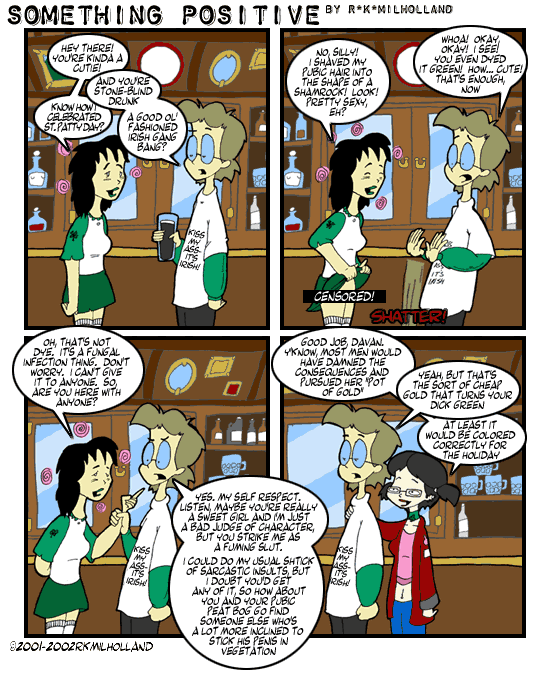 SOMETHING POSITIVE BY R*K*MILHOLLAND
HEY THERE!
YOU'RE KINDA A
CUTIE!
AND YOU'RE
STONE-BLIND
DRUNK
KNOW HOW I
CELEBRATED
ST.PATTY DAY?
A GOOD OL'
FASHIONED
IRISH GANG
BANG?
KISS
MY
ASS-
IT'S
IRISH!
NO, SILLY!
I SHAVED MY
PUBIC HAIR INTO
THE SHAPE OF A
SHAMROCK! LOOK!
PRETTY SEXY,
EH?
WHOA! OKAY,
OKAY! I SEE!
YOU EVEN DYED
IT GREEN! HOW... CUTE!
THAT'S ENOUGH,
NOW
IT'S
IRISH
CENSORED!
SHATTER!
OH, THAT'S NOT
DYE. IT'S A FUNGAL
INFECTION THING. DON'T
WORRY. I CAN'T GIVE
IT TO ANYONE. SO,
ARE YOU HERE WITH
ANYONE?
YES. MY SELF RESPECT.
LISTEN, MAYBE YOU'RE REALLY
A SWEET GIRL AND I'M JUST
A BAD JUDGE OF CHARACTER,
BUT YOU STRIKE ME AS
A FUMING SLUT.
I COULD DO MY USUAL SHTICK
OF SARCASTIC INSULTS, BUT
I DOUBT YOU'D GET
ANY OF IT, SO HOW ABOUT
YOU AND YOUR PUBIC
PEAT BOG GO FIND
SOMEONE ELSE WHO'S
A LOT MORE INCLINED TO
STICK HIS PENIS IN
VEGETATION
KISS
MY
ASS-
IT'S
IRISH!
GOOD JOB, DAVAN.
Y'KNOW, MOST MEN WOULD
HAVE DAMNED THE
CONSEQUENCES AND
PURSUED HER "POT
OF GOLD"
YEAH, BUT THAT'S
THE SORT OF CHEAP
GOLD THAT TURNS YOUR
DICK GREEN
AT LEAST IT
WOULD BE COLORED
CORRECTLY FOR
THE HOLIDAY
KISS
MY
ASS-
IT'S
IRISH!
©2001-2002RKMILHOLLAND